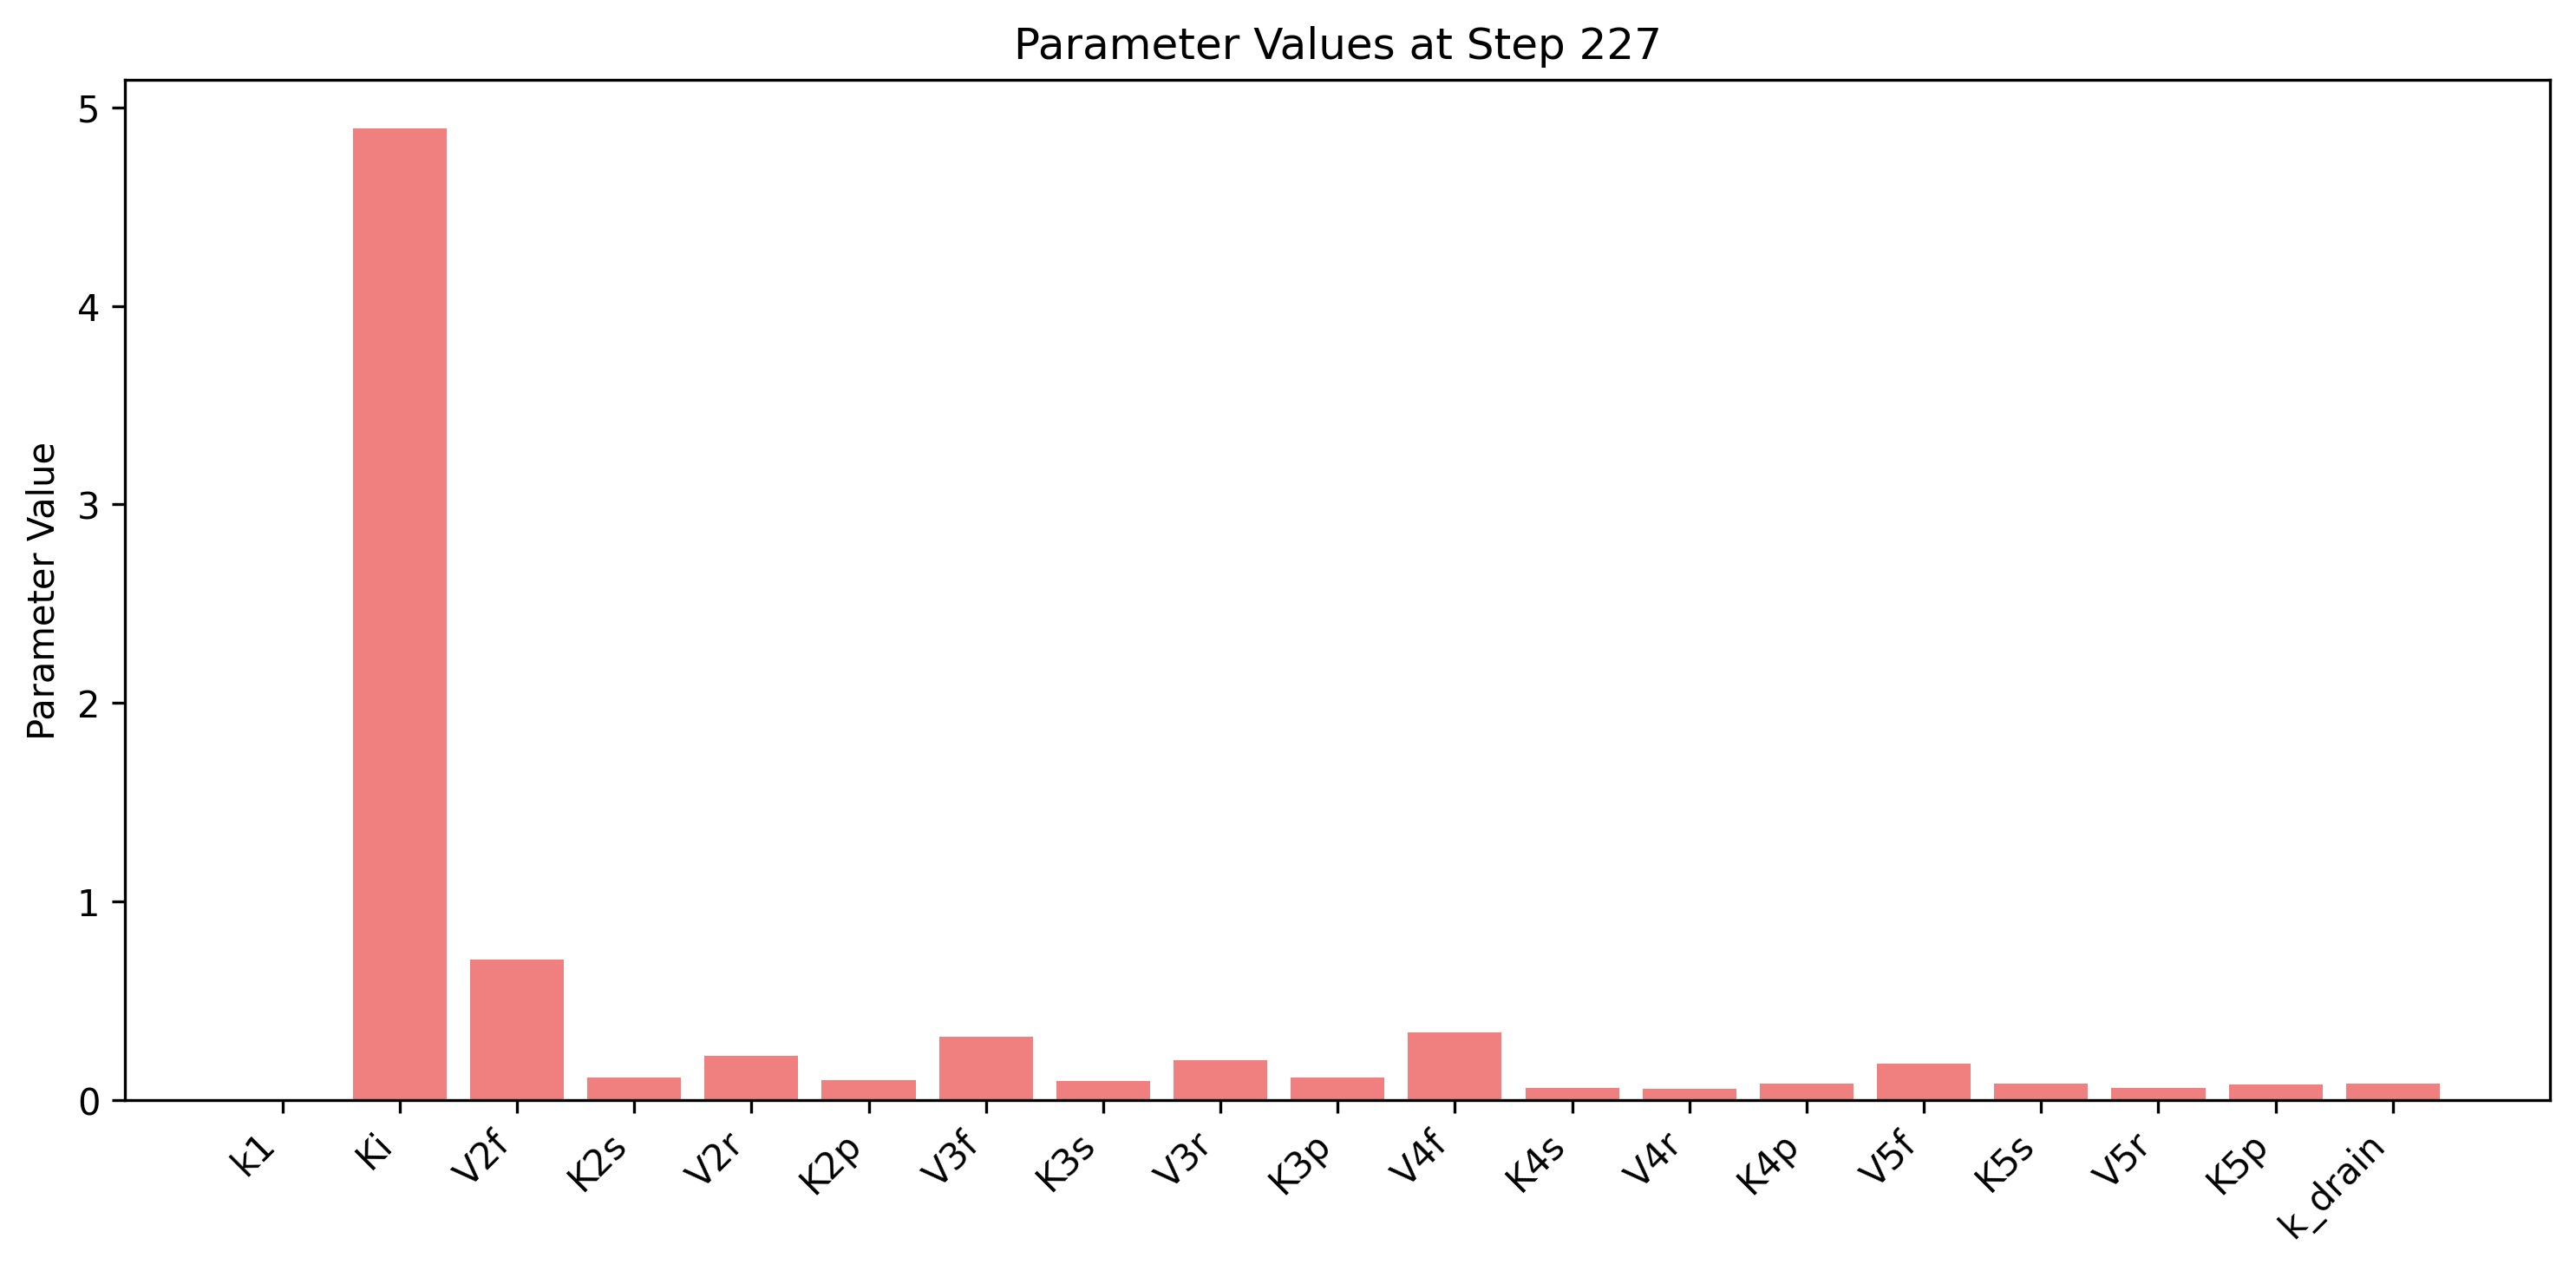 Parameter Values at Step 227
Parameter Value
5
4
3
2
1
0
k1
Ki
V2f
K2s
V2r
K2p
V3f
K3s
V3r
K3p
V4f
K4s
V4r
K4p
V5f
K5s
V5r
K5p
k_drain